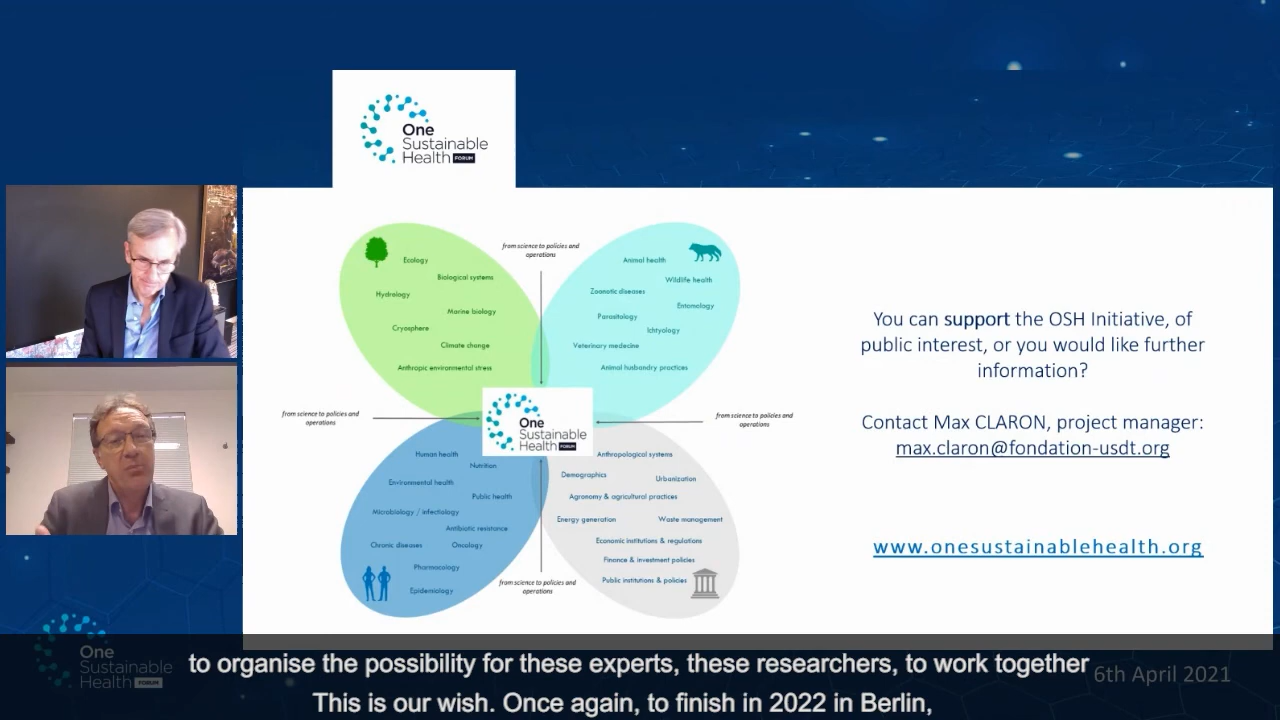 One
Sustainable
Health FORUM
from science to policies and
operations
Ecology
Biological systems
Hydrology
Marine biology
Cryosphere
Climate change
Anthropic environmental stress
Animal health
Wildlife health
Zoonotic diseases
Entomology
Parasitology
Ichtyology
Veterinary medecine
Animal husbandry practices
from science to policies and
operations
One
Sustainable
Health FORUM
from science to policies and
operations
Human health
Nutrition
Environmental health
Public health
Microbiology / infectiology
Antibiotic resistance
Chronic diseases
Oncology
Pharmacology
Epidemiology
Anthropological systems
Demographics
Urbanization
Agronomy & agricultural practices
Energy generation
Waste management
Economic institutions & regulations
Finance & investment policies
Public institutions & policies
from science to policies and
operations
You can support the OSH Initiative, of
public interest, or you would like further
information?
Contact Max CLARON, project manager:
max.claron@fondation-usdt.org
www.onesustainablehealth.org
One
Sustainable
Health FORUM
to organise the possibility for these experts, these researchers, to work together
This is our wish. Once again, to finish in 2022 in Berlin,
6th April 2021